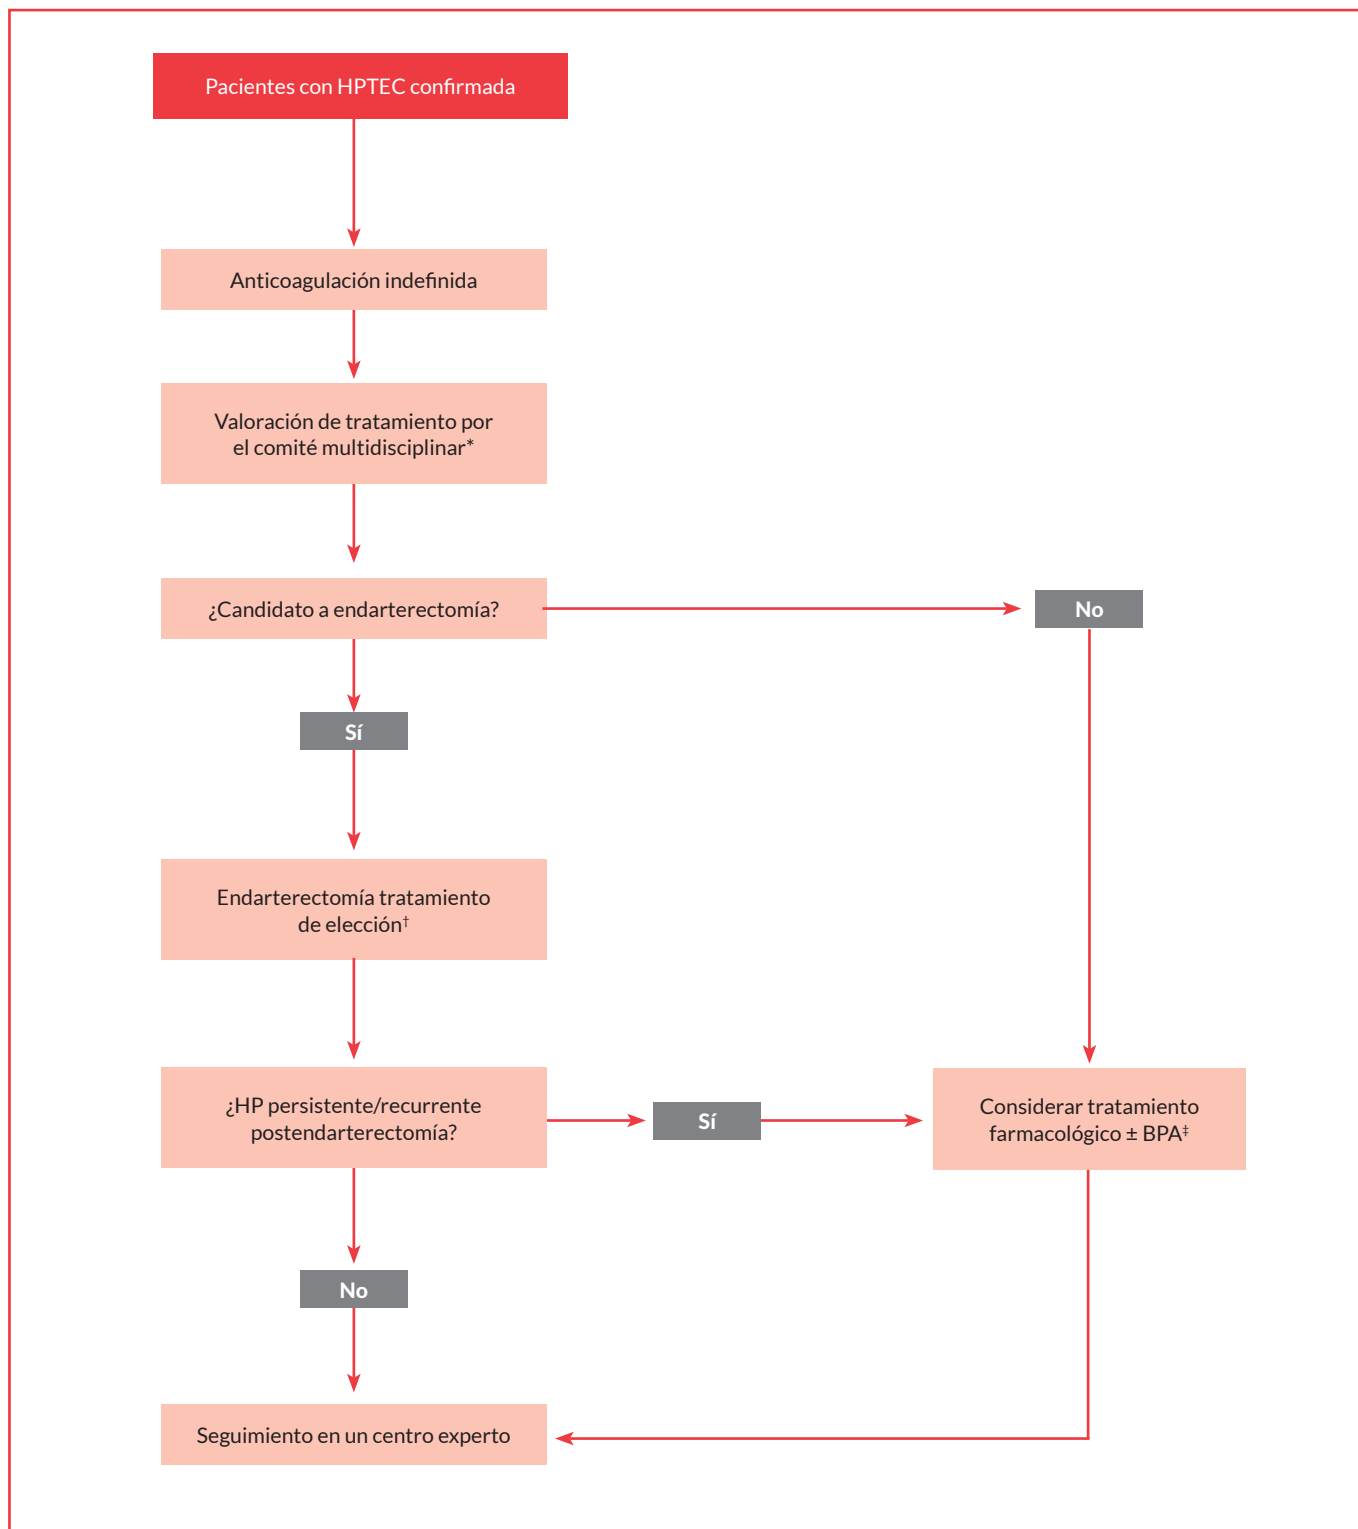 Pacientes con HPTEC confirmada
Anticoagulación indefinida
Valoración de tratamiento por
el comité multidisciplinar*
¿Candidato a endarterectomía?
No
Sí
Endarterectomía tratamiento
de elección†
¿HP persistente/recurrente
postendarterectomía?
Sí
Considerar tratamiento
farmacológico ± BPA‡
No
Seguimiento en un centro experto